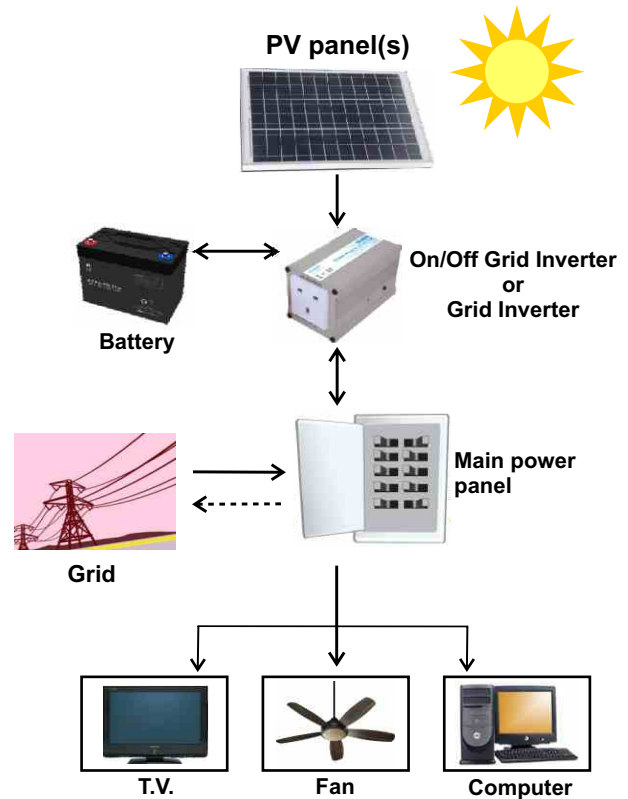 PV panel(s)
On/Off Grid Inverter
or
Grid Inverter
Battery
Main power
panel
Grid
T.V.
Fan
Computer